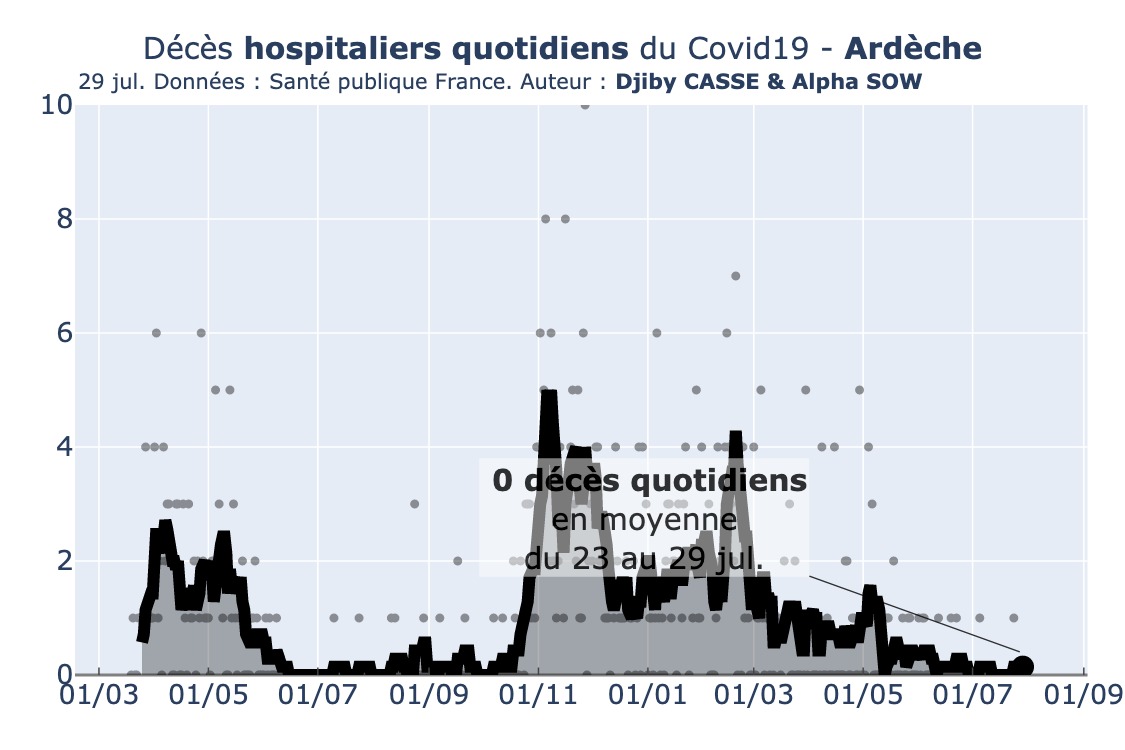 Décès hospitaliers quotidiens du Covid19 - Ardèche
29 jul. Données : Santé publique France. Auteur : Djiby CASSE & Alpha SOW
10
8
6
4
2
0
0 décès quotidiens
en moyenne
du 23 au 29 jul.
01/03 01/05 01/07 01/09 01/11 01/01 01/03 01/05 01/07 01/09